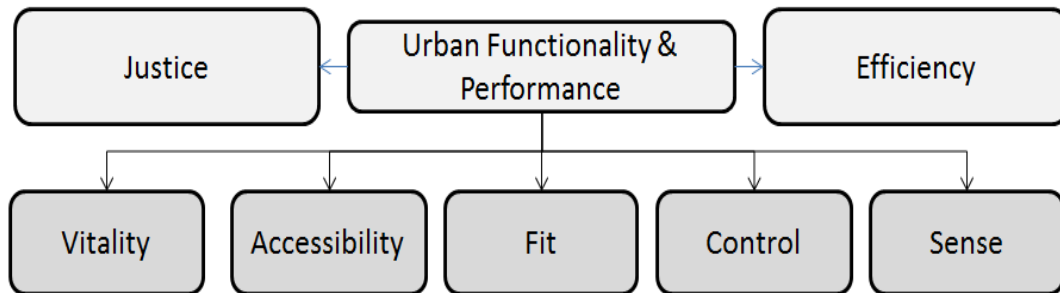 Justice
Urban Functionality &
Performance
Efficiency
Vitality
Accessibility
Fit
Control
Sense